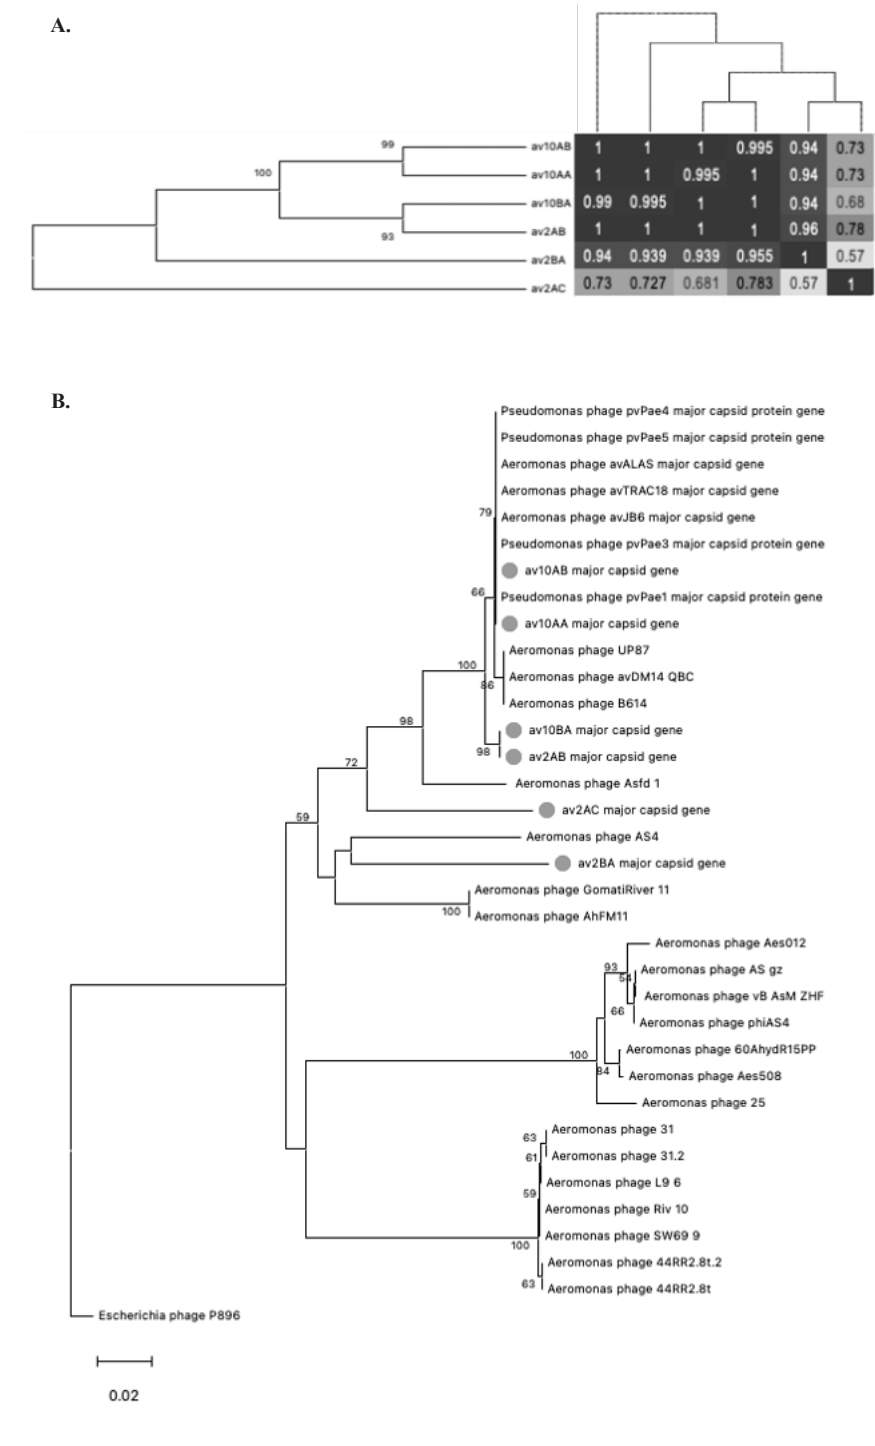 A.
99
av10AB 1 1 1 0.995 0.94 0.73
100
av10AA 1 1 0.995 1 0.94 0.73
av10BA 0.99 0.995 1 1 0.94 0.68
av2AB 1 1 1 1 0.96 0.78
93
av2BA 0.94 0.939 0.939 0.955 1 0.57
av2AC 0.73 0.727 0.681 0.783 0.57 1
B.
Pseudomonas phage pvPae4 major capsid protein gene
Pseudomonas phage pvPae5 major capsid protein gene
Aeromonas phage avALAS major capsid gene
Aeromonas phage avTRAC18 major capsid gene
79
Aeromonas phage avJB6 major capsid gene
Pseudomonas phage pvPae3 major capsid protein gene
av10AB major capsid gene
66
Pseudomonas phage pvPae1 major capsid protein gene
av10AA major capsid gene
Aeromonas phage UP87
100
Aeromonas phage avDM14 QBC
86
Aeromonas phage B614
98
av10BA major capsid gene
98
av2AB major capsid gene
72
Aeromonas phage Asfd 1
av2AC major capsid gene
59
Aeromonas phage AS4
av2BA major capsid gene
Aeromonas phage GomatiRiver 11
100
Aeromonas phage AhFM11
Aeromonas phage Aes012
93
Aeromonas phage AS gz
54
Aeromonas phage vB AsM ZHF
66
Aeromonas phage phiAS4
Aeromonas phage 60AhydR15PP
100
84
Aeromonas phage Aes508
Aeromonas phage 25
Aeromonas phage 31
63
Aeromonas phage 31.2
61
Aeromonas phage L9 6
59
Aeromonas phage Riv 10
Aeromonas phage SW69 9
100
Aeromonas phage 44RR2.8t.2
63
Aeromonas phage 44RR2.8t
Escherichia phage P896
0.02